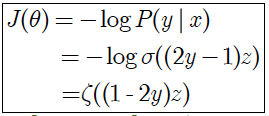 J(θ) = − log P(y | x)
= − log σ((2y − 1)z)
=ζ((1 - 2y)z)